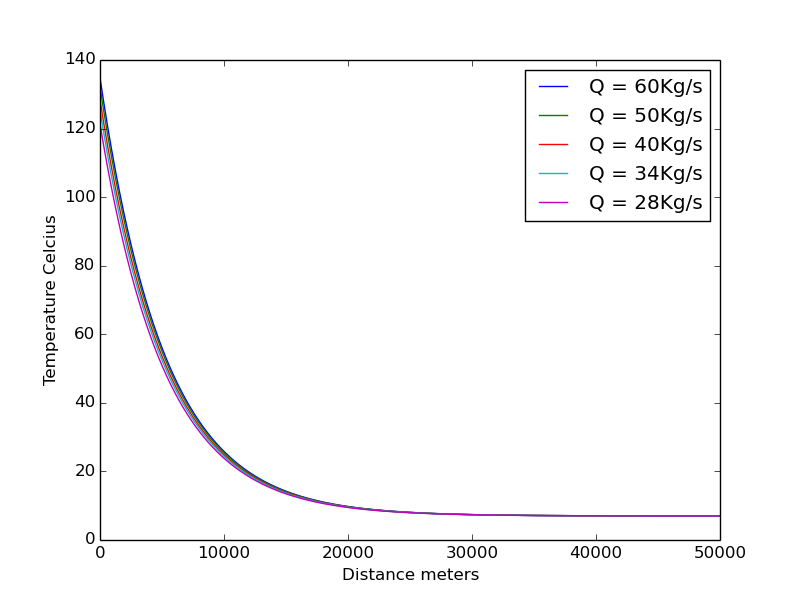 140
120
100
80
60
40
20
0
Temperature Celcius
Q = 60Kg/s
Q = 50Kg/s
Q = 40Kg/s
Q = 34Kg/s
Q = 28Kg/s
0 10000 20000 30000 40000 50000
Distance meters